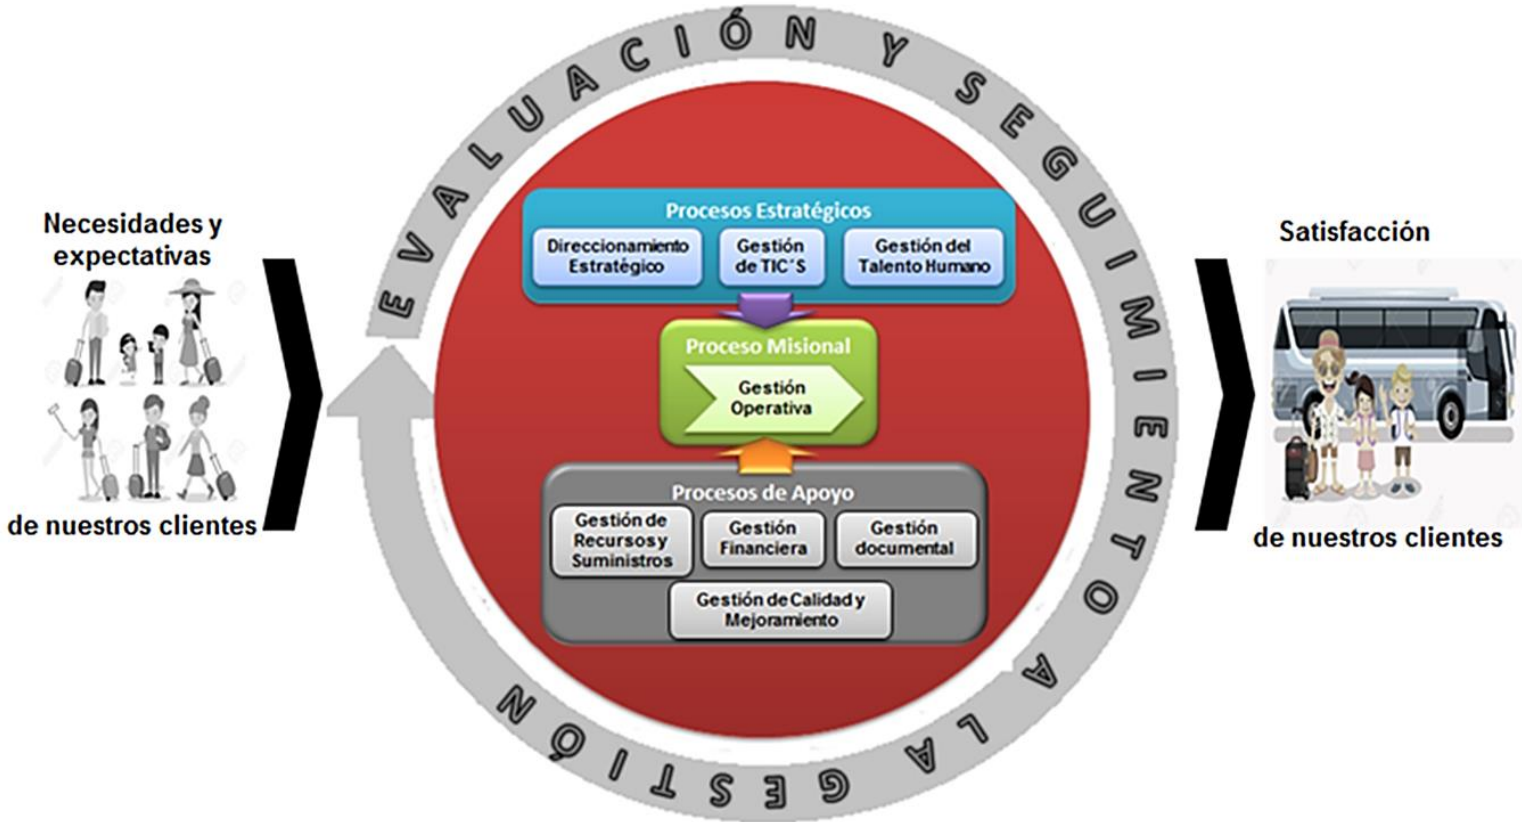 EVALUACIÓN Y SEGUIMIENTO A LA GESTIÓN
Necesidades y
expectativas
de nuestros clientes
Procesos Estratégicos
Direccionamiento
Estratégico
Gestión
de TIC´S
Gestión del
Talento Humano
Proceso Misional
Gestión
Operativa
Procesos de Apoyo
Gestión de
Recursos y
Suministros
Gestión
Financiera
Gestión
documental
Gestión de Calidad y
Mejoramiento
Satisfacción
de nuestros clientes